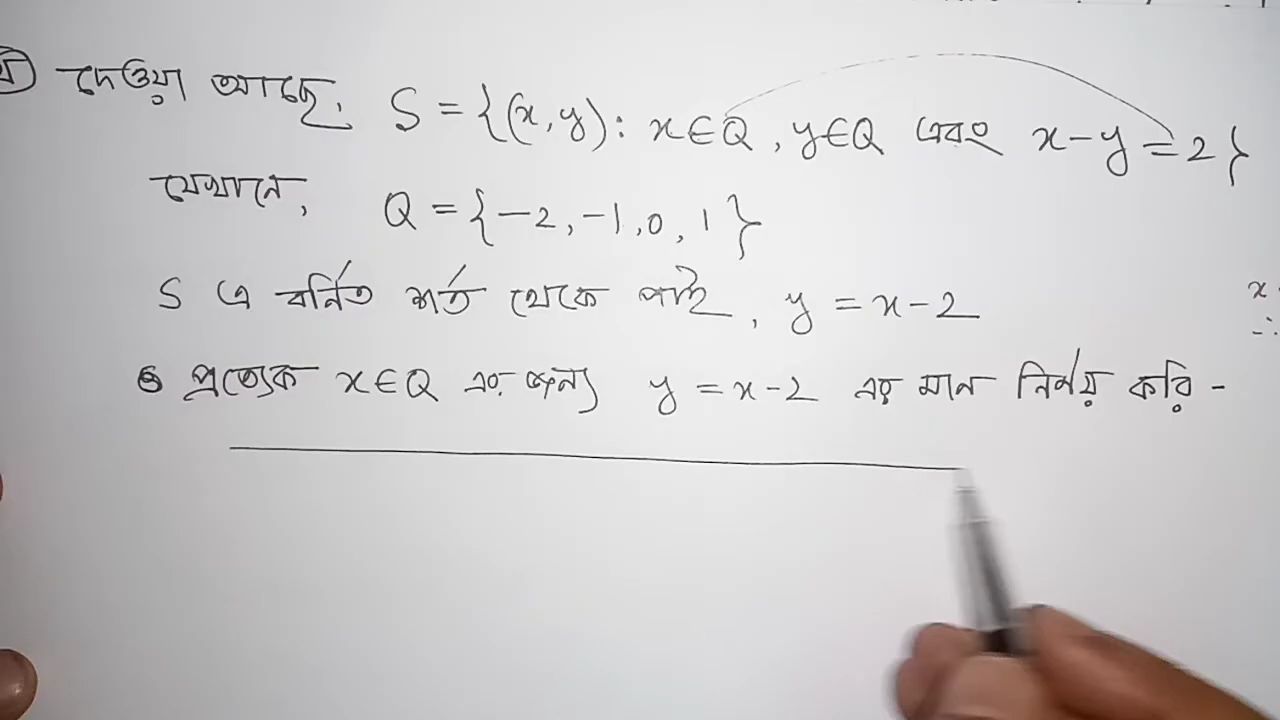 দেওয়া আছে, S = {(x, y) : x ∈ Q, y ∈ Q এবং x - y = 2}
যেখানে, Q = {-2, -1, 0, 1}
S এ বর্নিত শর্ত থেকে পাই, y = x - 2
x
∴
প্রত্যেক x ∈ Q এর জন্য y = x - 2 এর মান নির্ণয় করি -